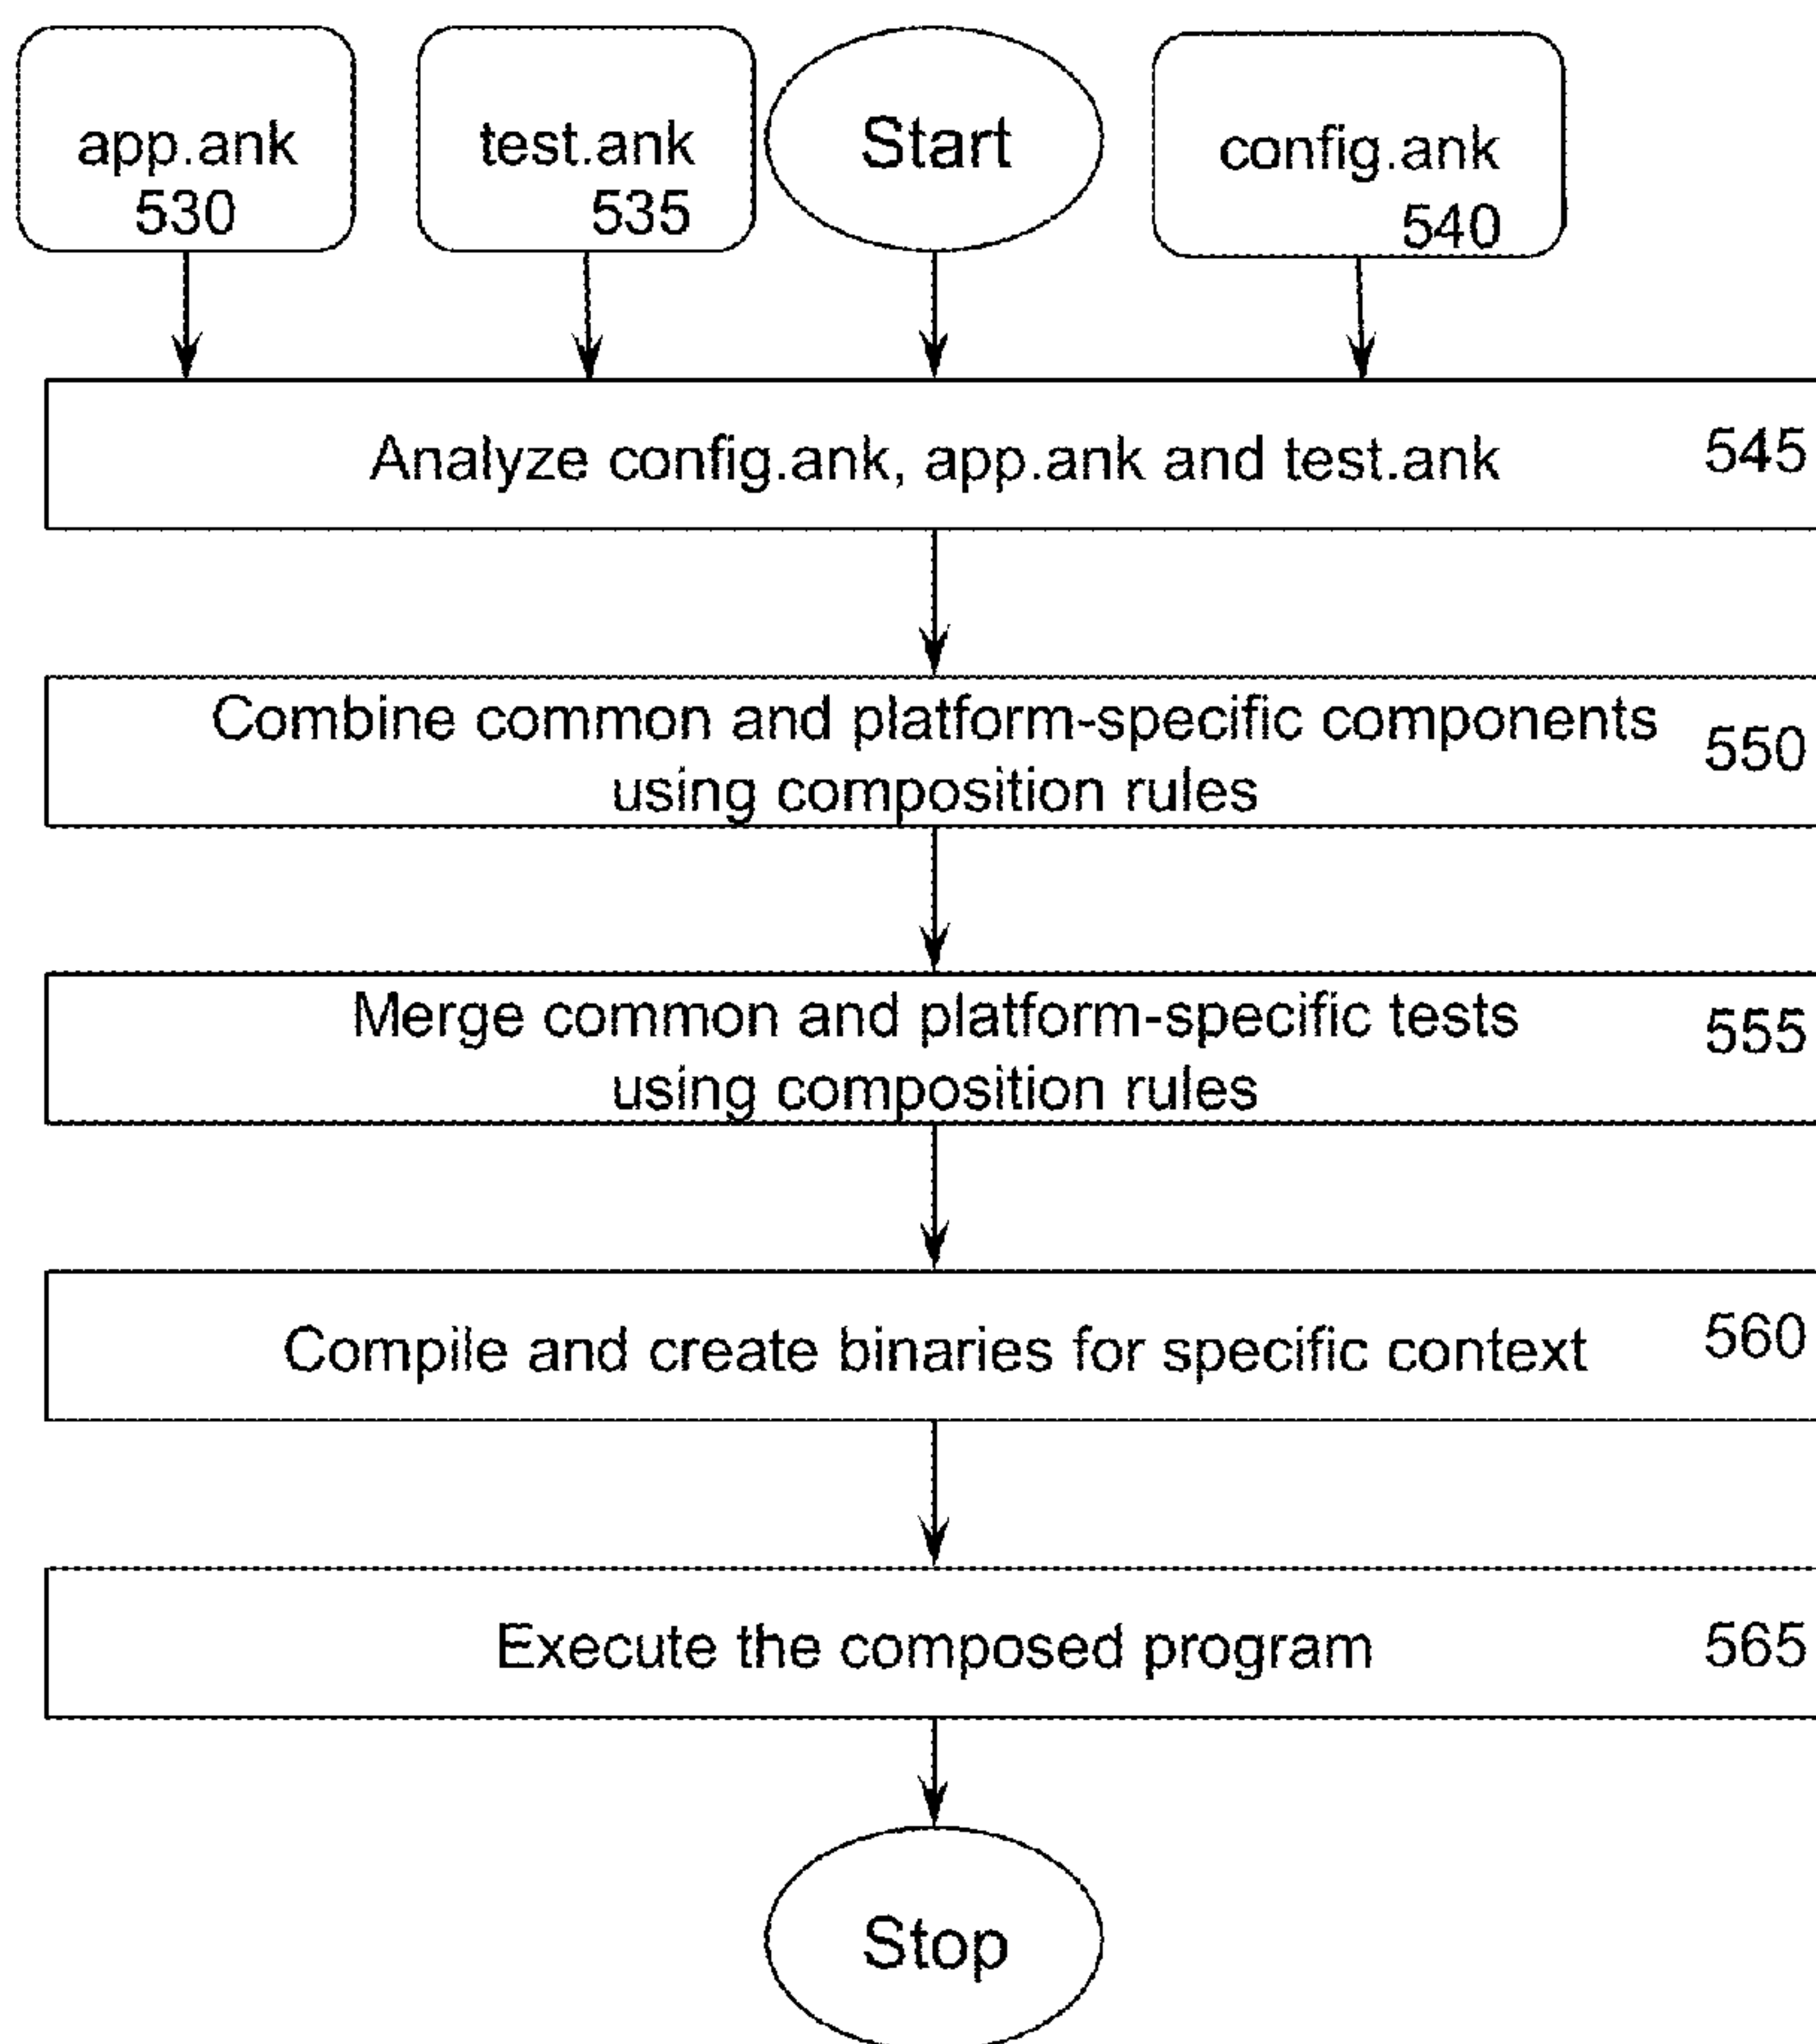 app.ank
530
test.ank
535
Start
config.ank
540
Analyze config.ank, app.ank and test.ank
545
Combine common and platform-specific components
using composition rules
550
Merge common and platform-specific tests
using composition rules
555
Compile and create binaries for specific context
560
Execute the composed program
565
Stop